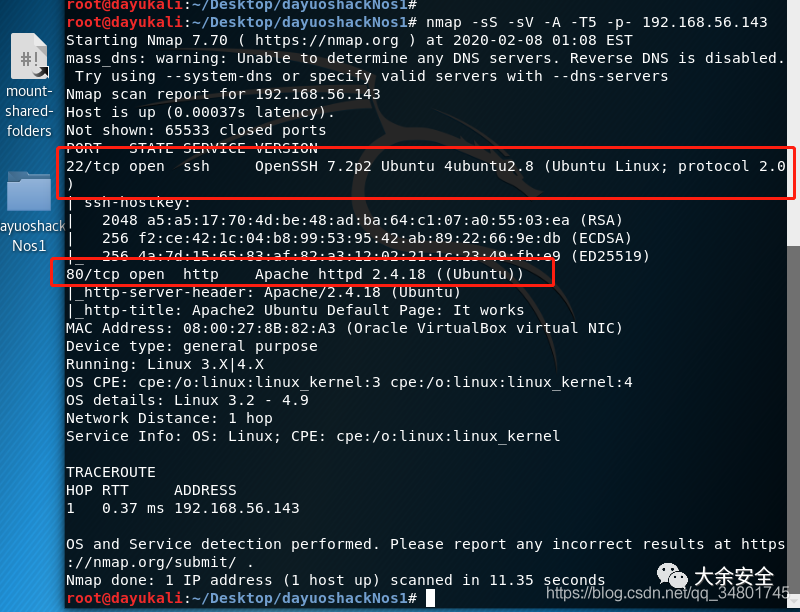 root@dayukali:~/Desktop/dayuoshackNos1#
root@dayukali:~/Desktop/dayuoshackNos1# nmap -sS -sV -A -T5 -p- 192.168.56.143
Starting Nmap 7.70 ( https://nmap.org ) at 2020-02-08 01:08 EST
mass_dns: warning: Unable to determine any DNS servers. Reverse DNS is disabled.
Try using --system-dns or specify valid servers with --dns-servers
Nmap scan report for 192.168.56.143
Host is up (0.00037s latency).
Not shown: 65533 closed ports
PORT   STATE SERVICE VERSION
22/tcp open  ssh     OpenSSH 7.2p2 Ubuntu 4ubuntu2.8 (Ubuntu Linux; protocol 2.0
)
| ssh-hostkey:
|   2048 a5:a5:17:70:4d:be:48:ad:ba:64:c1:07:a0:55:03:ea (RSA)
|   256 f2:ce:42:1c:04:b8:99:53:95:42:ab:89:22:66:9e:db (ECDSA)
|_  256 4a:7d:15:65:83:af:82:a3:12:02:21:1c:23:49:fb:e9 (ED25519)
80/tcp open  http    Apache httpd 2.4.18 ((Ubuntu))
|_http-server-header: Apache/2.4.18 (Ubuntu)
|_http-title: Apache2 Ubuntu Default Page: It works
MAC Address: 08:00:27:8B:82:A3 (Oracle VirtualBox virtual NIC)
Device type: general purpose
Running: Linux 3.X|4.X
OS CPE: cpe:/o:linux:linux_kernel:3 cpe:/o:linux:linux_kernel:4
OS details: Linux 3.2 - 4.9
Network Distance: 1 hop
Service Info: OS: Linux; CPE: cpe:/o:linux:linux_kernel
TRACEROUTE
HOP RTT     ADDRESS
1   0.37 ms 192.168.56.143
OS and Service detection performed. Please report any incorrect results at https
://nmap.org/submit/ .
Nmap done: 1 IP address (1 host up) scanned in 11.35 seconds
root@dayukali:~/Desktop/dayuoshackNos1#
mount-
shared-
folders
ayuoshack
Nos1
大余安全
https://blog.csdn.net/qq_34801745